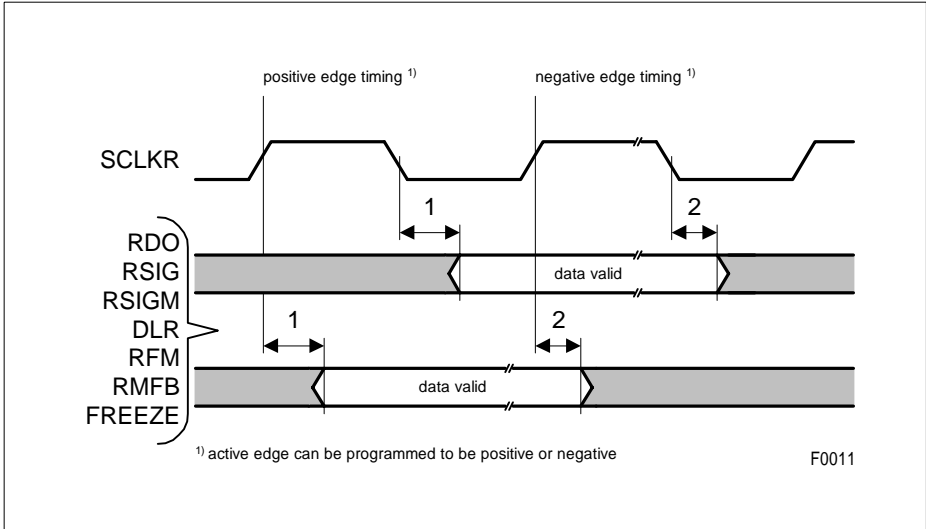 positive edge timing 1)
negative edge timing 1)
SCLKR
1
2
RDO
RSIG
data valid
RSIGM
DLR
1
2
RFM
RMFB
data valid
FREEZE
1) active edge can be programmed to be positive or negative
F0011